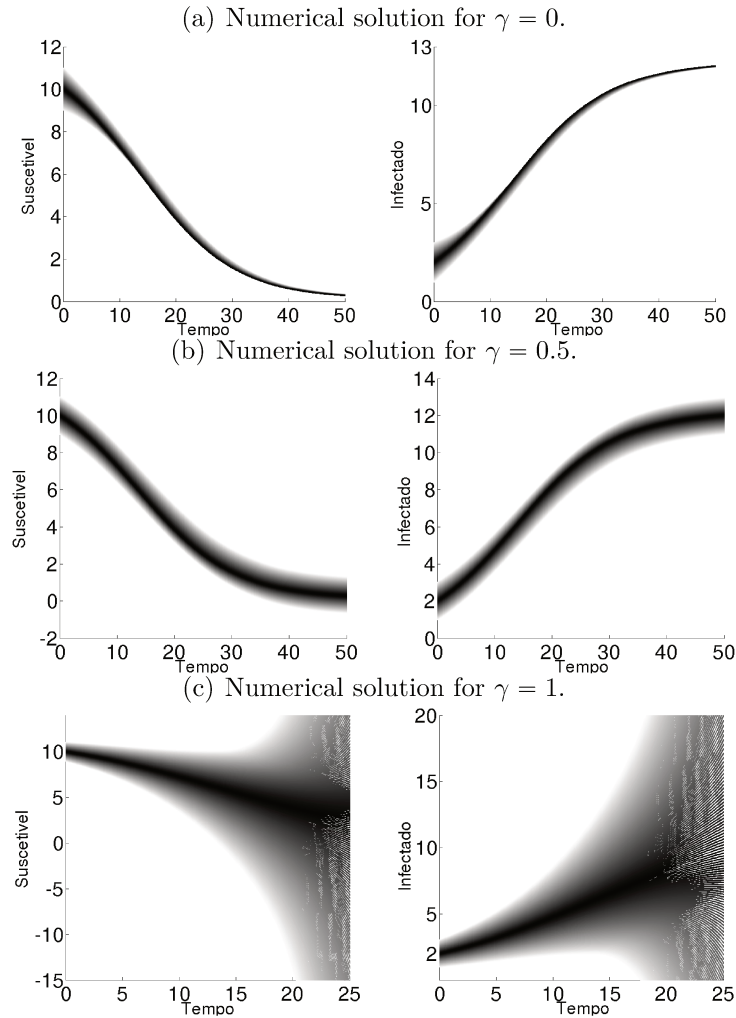 (a) Numerical solution for γ = 0.
12
10
8
6
4
2
0
Suscetivel
0 10 20 30 40 50
Tempo
13
10
5
0
Infectado
0 10 20 30 40 50
Tempo
(b) Numerical solution for γ = 0.5.
12
10
8
6
4
2
0
-2
Suscetivel
0 10 20 30 40 50
Tempo
14
12
10
8
6
4
2
0
Infectado
0 10 20 30 40 50
Tempo
(c) Numerical solution for γ = 1.
10
5
0
-5
-10
-15
Suscetivel
0 5 10 15 20 25
Tempo
20
15
10
5
2
Infectado
0 5 10 15 20 25
Tempo